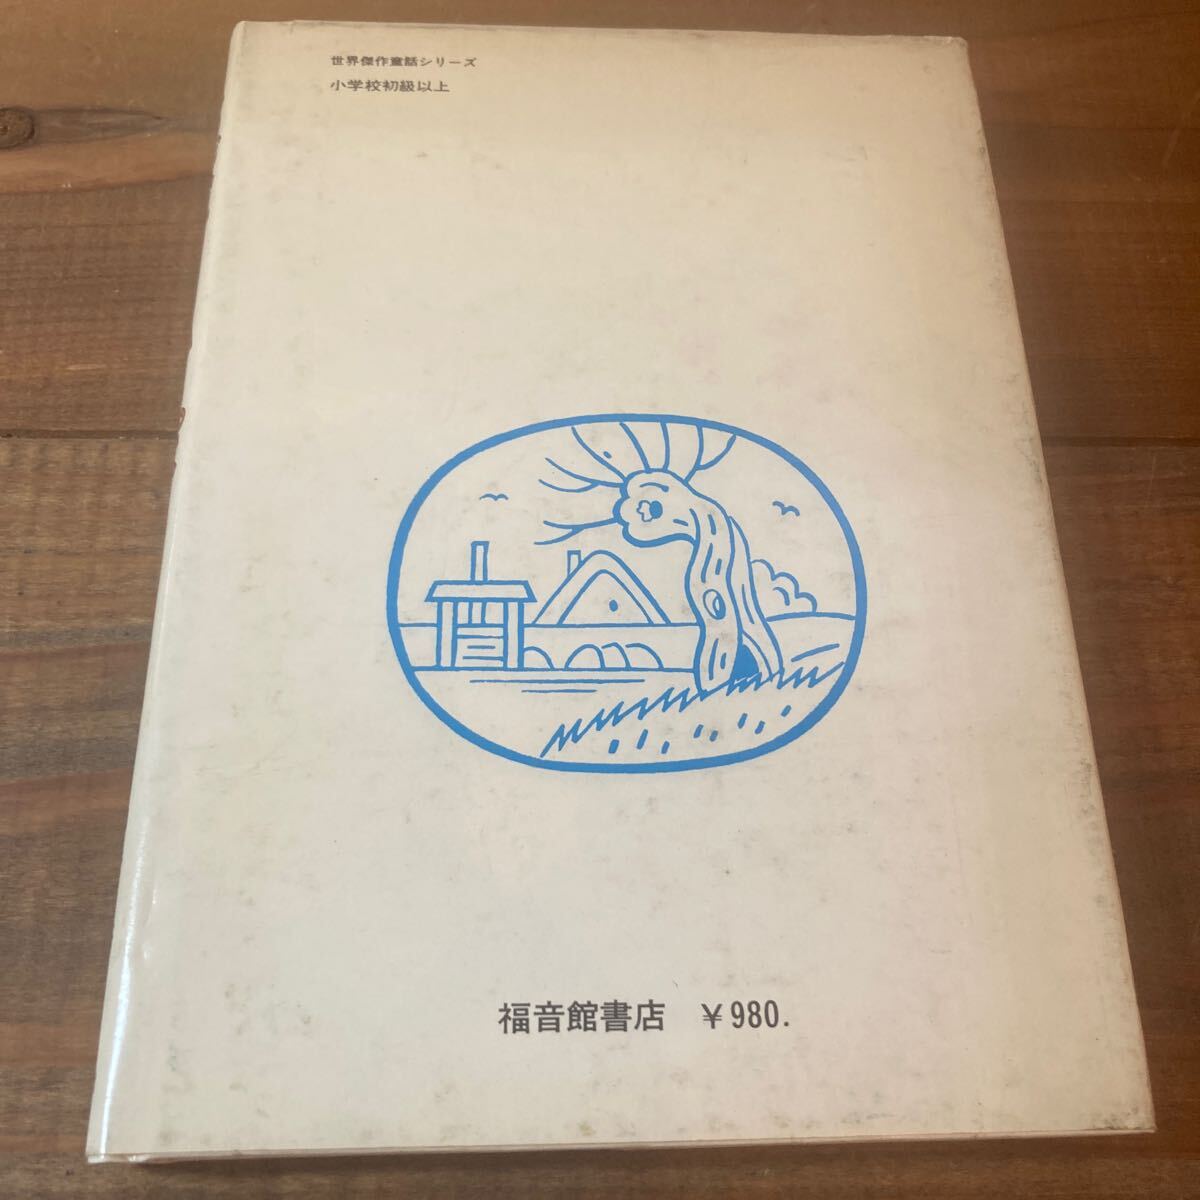 世界傑作童話シリーズ
小学校初級以上
福音館書店 ￥980.